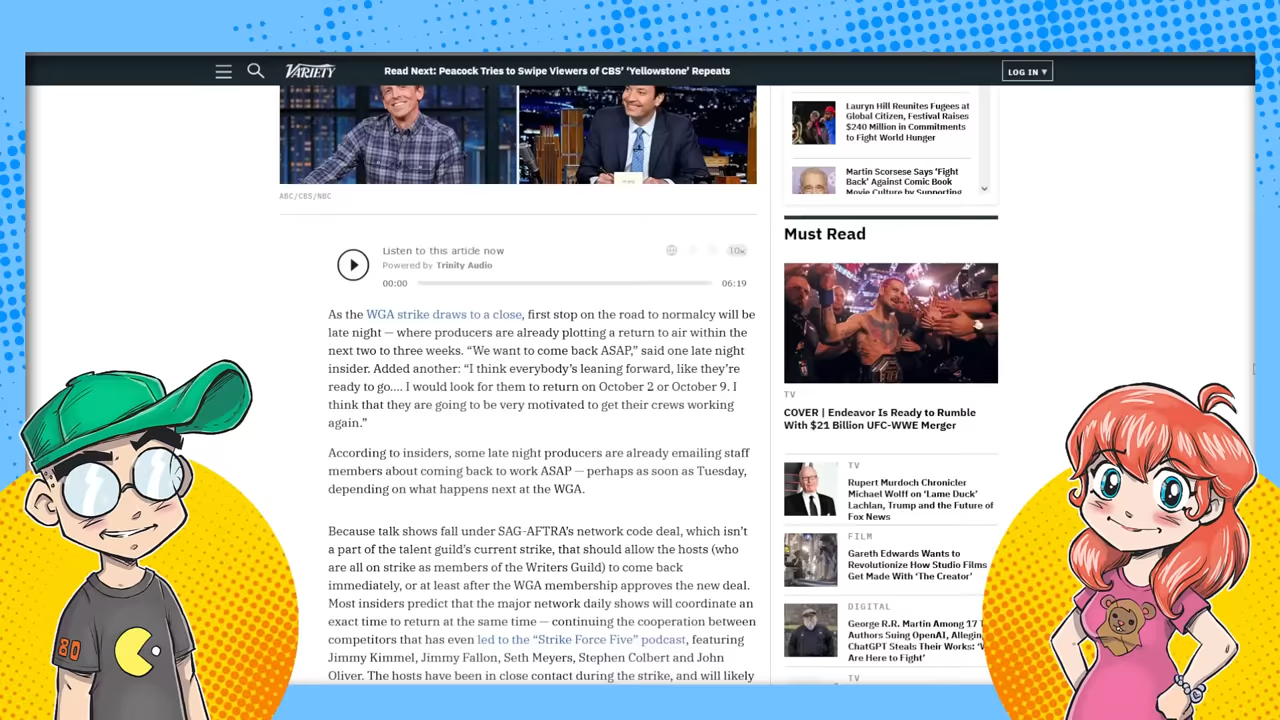 VARIETY
Read Next: Peacock Tries to Swipe Viewers of CBS' 'Yellowstone' Repeats
LOG IN ▾
ABC/CBS/NBC
Listen to this article now
Powered by Trinity Audio
00:00
06:19
As the WGA strike draws to a close, first stop on the road to normalcy will be
late night — where producers are already plotting a return to air within the
next two to three weeks. “We want to come back ASAP,” said one late night
insider. Added another: “I think everybody’s leaning forward, like they’re
ready to go.... I would look for them to return on October 2 or October 9. I
think that they are going to be very motivated to get their crews working
again.”
According to insiders, some late night producers are already emailing staff
members about coming back to work ASAP — perhaps as soon as Tuesday,
depending on what happens next at the WGA.
Because talk shows fall under SAG-AFTRA’s network code deal, which isn’t
a part of the talent guild’s current strike, that should allow the hosts (who
are all on strike as members of the Writers Guild) to come back
immediately, or at least after the WGA membership approves the new deal.
Most insiders predict that the major network daily shows will coordinate an
exact time to return at the same time — continuing the cooperation between
competitors that has even led to the “Strike Force Five” podcast, featuring
Jimmy Kimmel, Jimmy Fallon, Seth Meyers, Stephen Colbert and John
Oliver. The hosts have been in close contact during the strike, and will likely
Lauryn Hill Reunites Fugees at
Global Citizen, Festival Raises
$240 Million in Commitments
to Fight World Hunger
Martin Scorsese Says ‘Fight
Back’ Against Comic Book
Movie Culture by Supporting
Must Read
TV
COVER | Endeavor Is Ready to Rumble
With $21 Billion UFC-WWE Merger
TV
Rupert Murdoch Chronicler
Michael Wolff on ‘Lame Duck’
Lachlan, Trump and the Future of
Fox News
FILM
Gareth Edwards Wants to
Revolutionize How Studio Films
Get Made With ‘The Creator’
DIGITAL
George R.R. Martin Among 17
Authors Suing OpenAI,
ChatGPT Steals Their Works:
Are Here to Fight’
TV
80